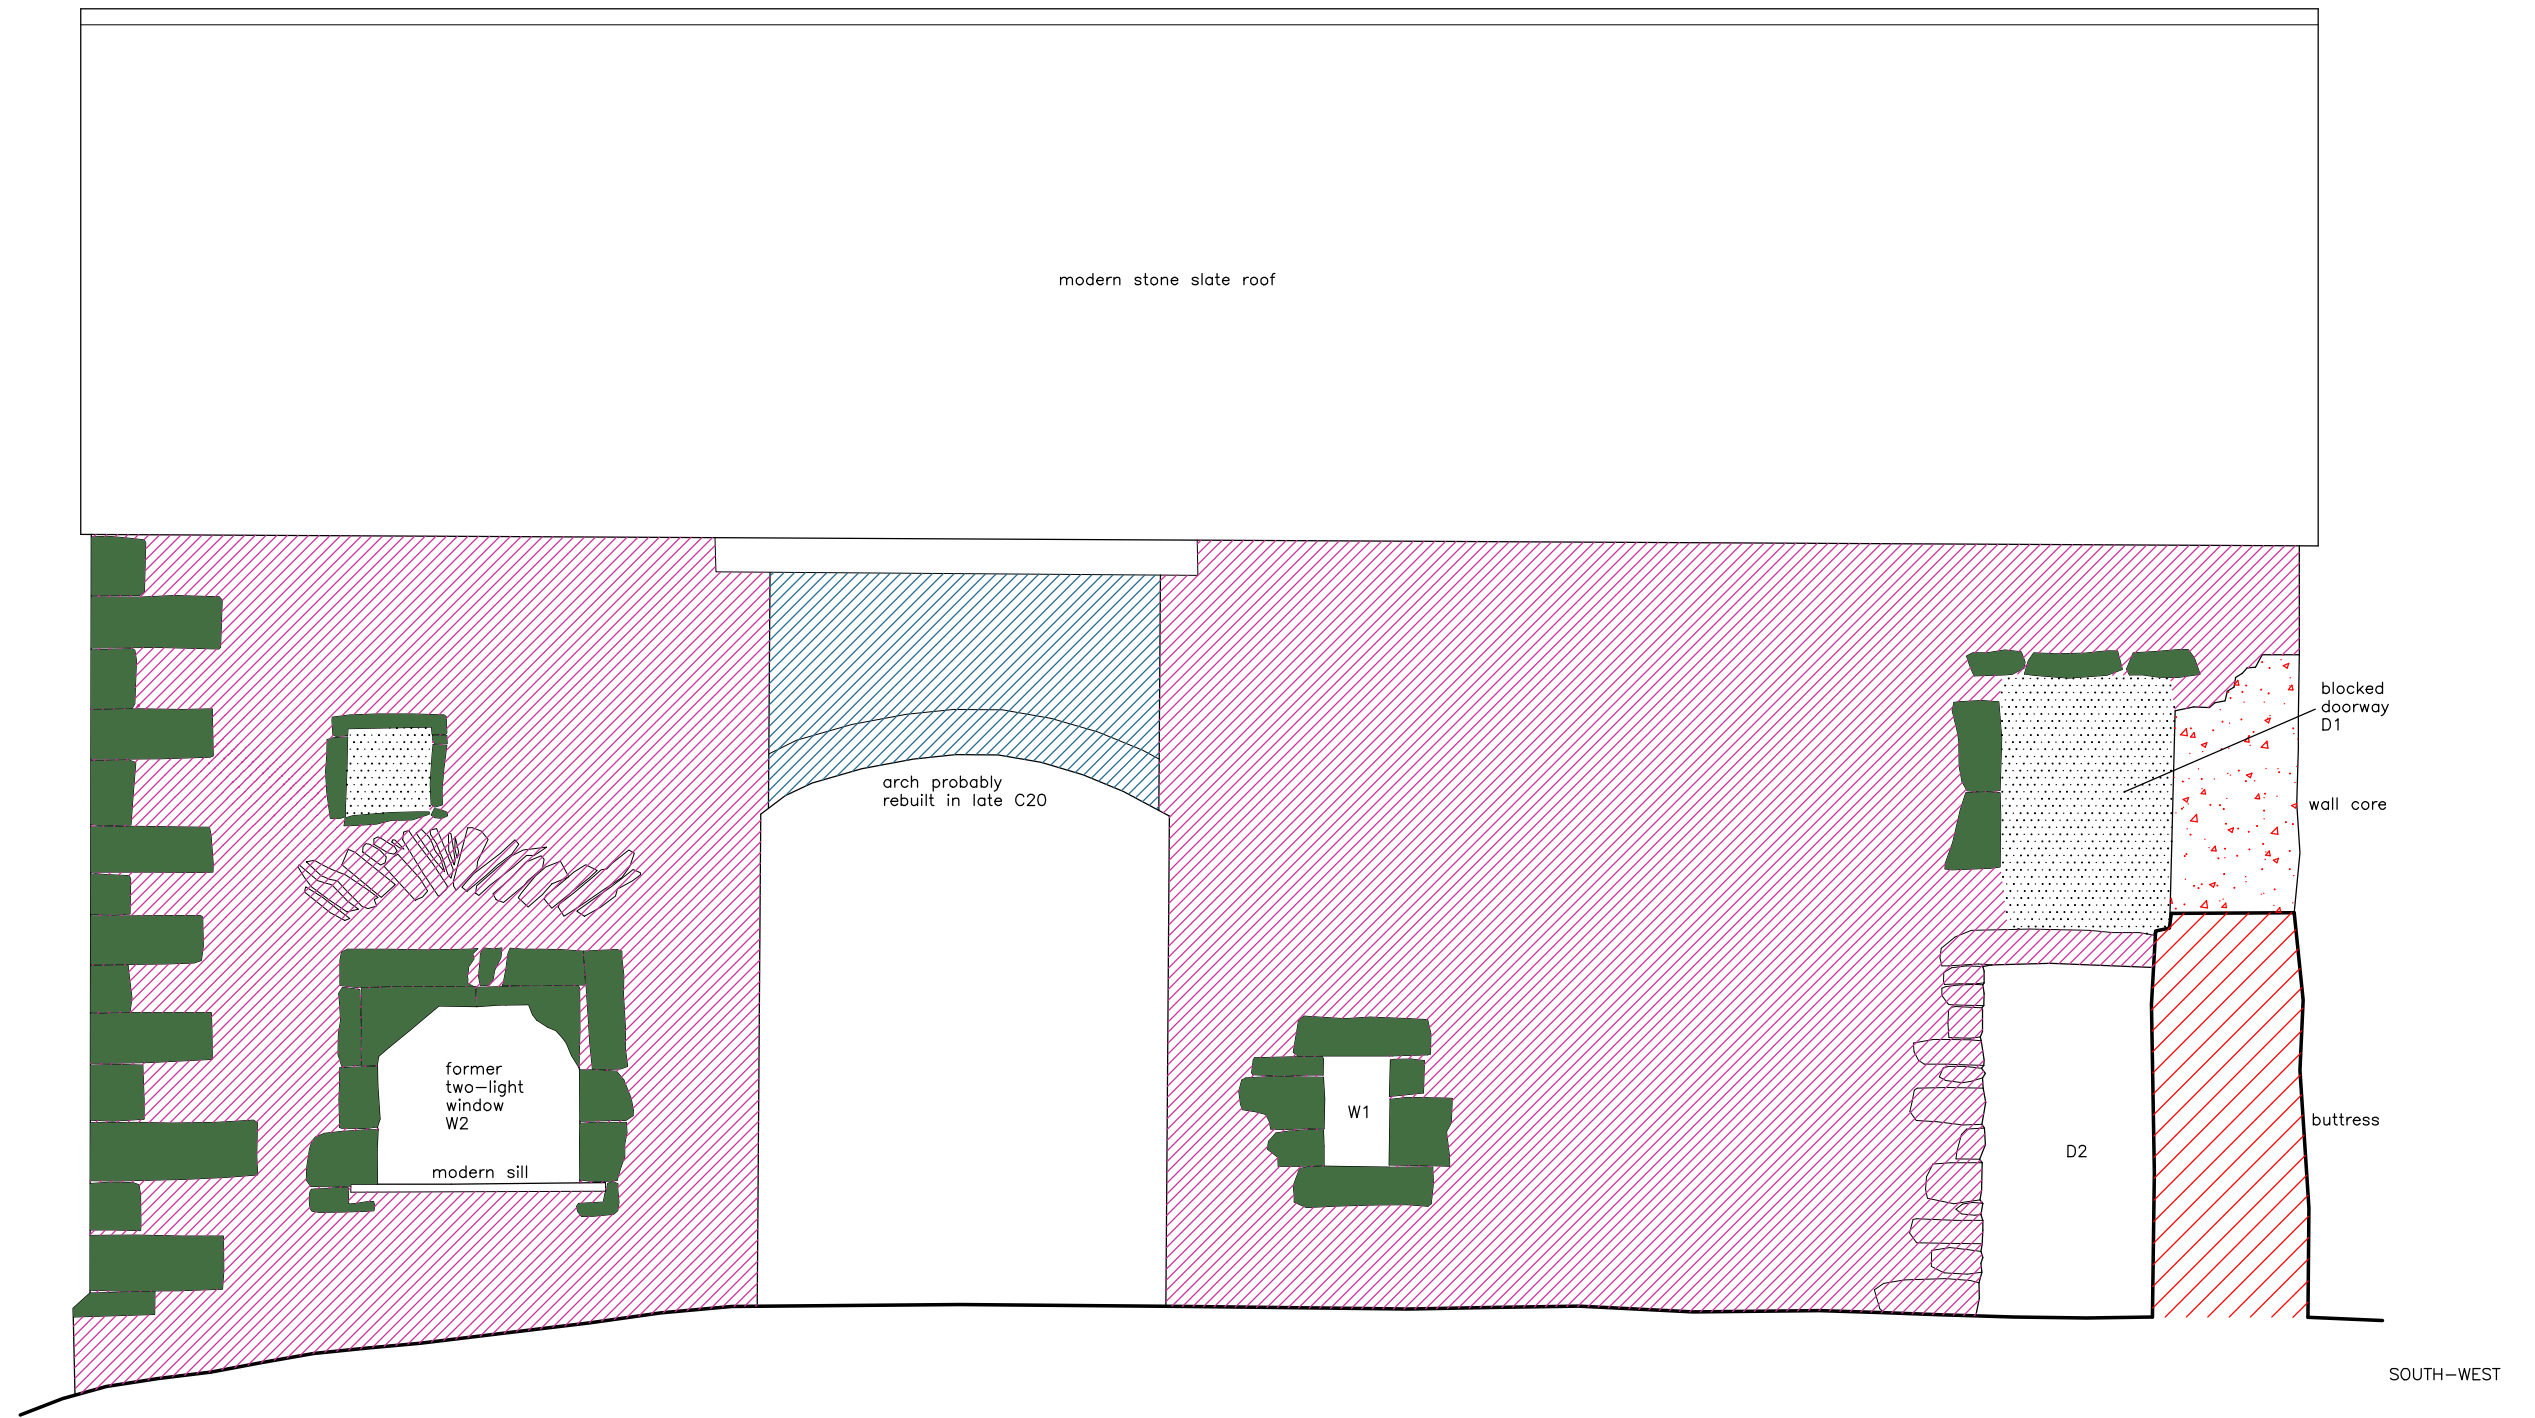 modern stone slate roof
blocked
doorway
D1
arch probably
rebuilt in late C20
wall core
former
two-light
window
W2
W1
buttress
D2
modern sill
SOUTH-WEST